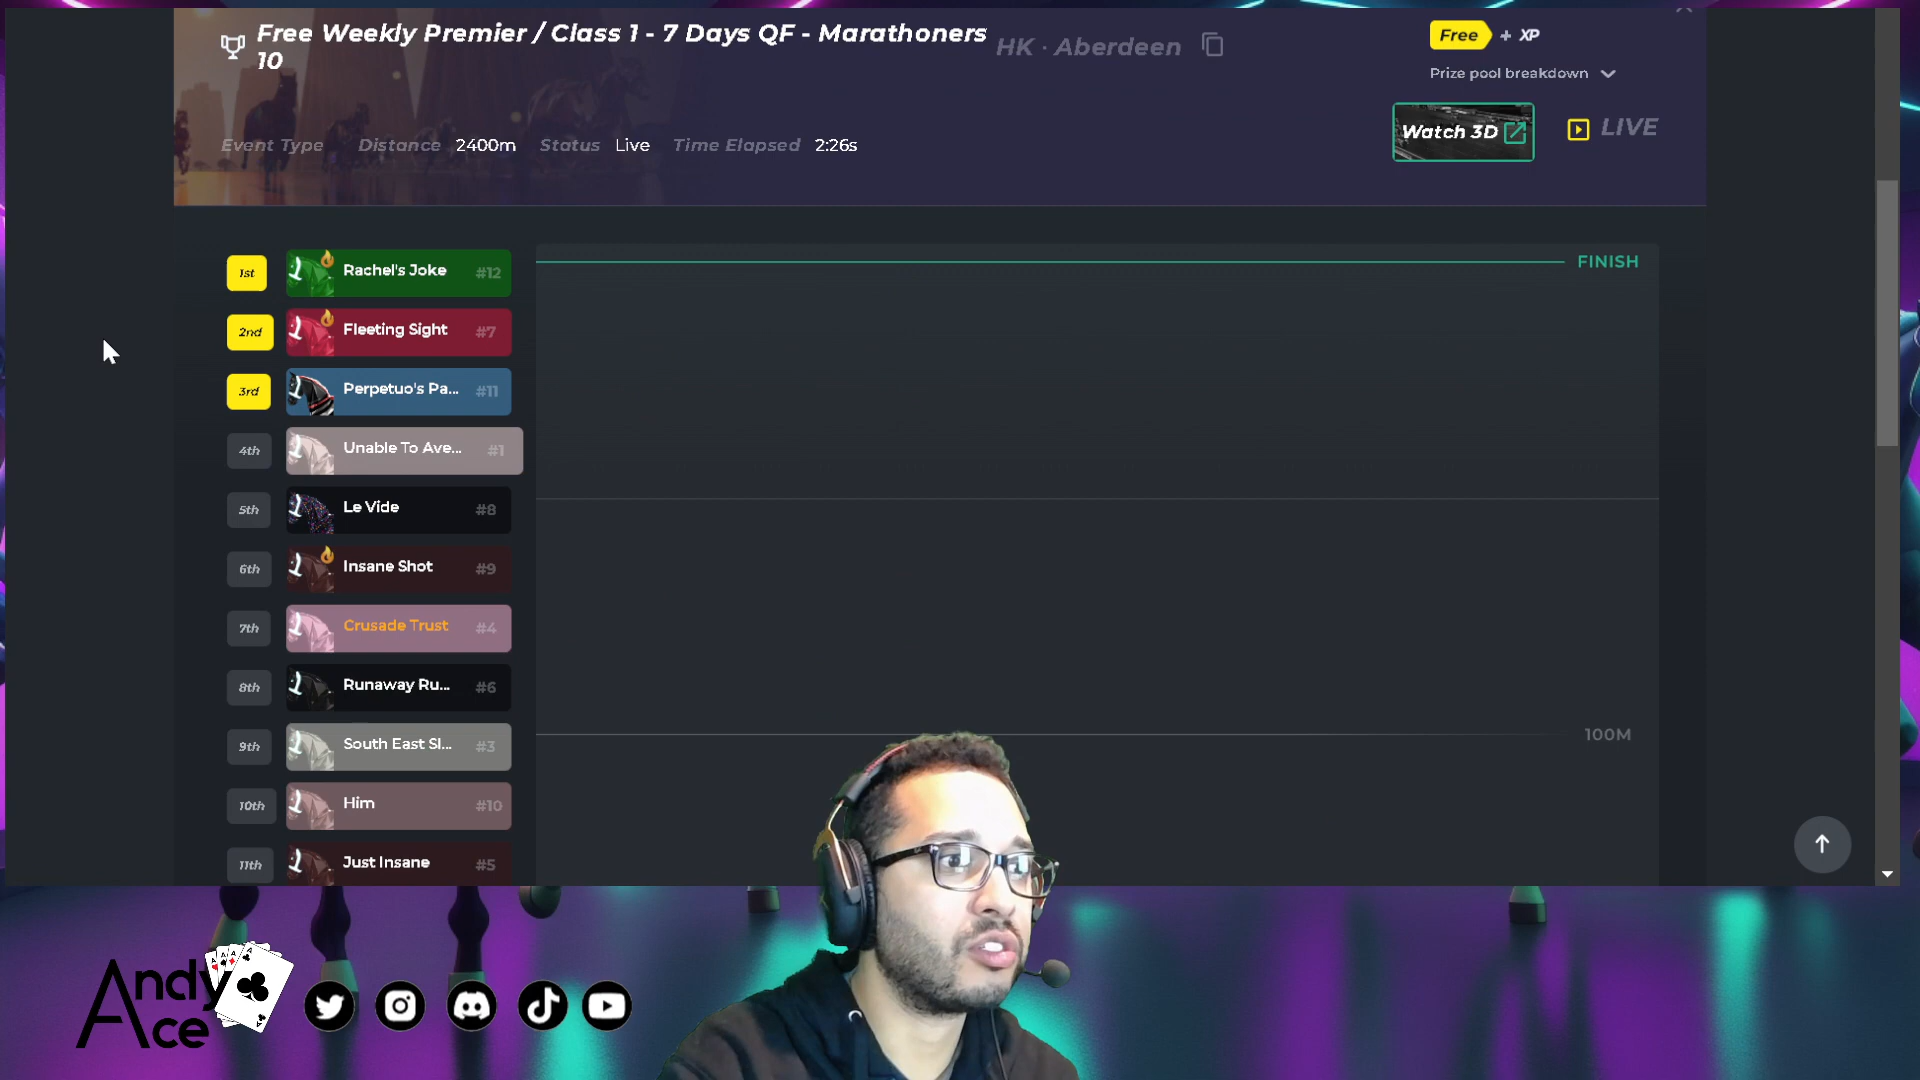 Free Weekly Premier / Class 1 - 7 Days QF - Marathoners 10
HK · Aberdeen
Free + XP
Prize pool breakdown
Watch 3D
LIVE
Event Type Distance 2400m Status Live Time Elapsed 2:26s
FINISH
1st Rachel's Joke #12
2nd Fleeting Sight #7
3rd Perpetuo's Pa... #11
4th Unable To Ave... #1
5th Le Vide #8
6th Insane Shot #9
7th Crusade Trust #4
8th Runaway Ru... #6
100M
9th South East Sl... #3
10th Him #10
11th Just Insane #5
Andy
Ace